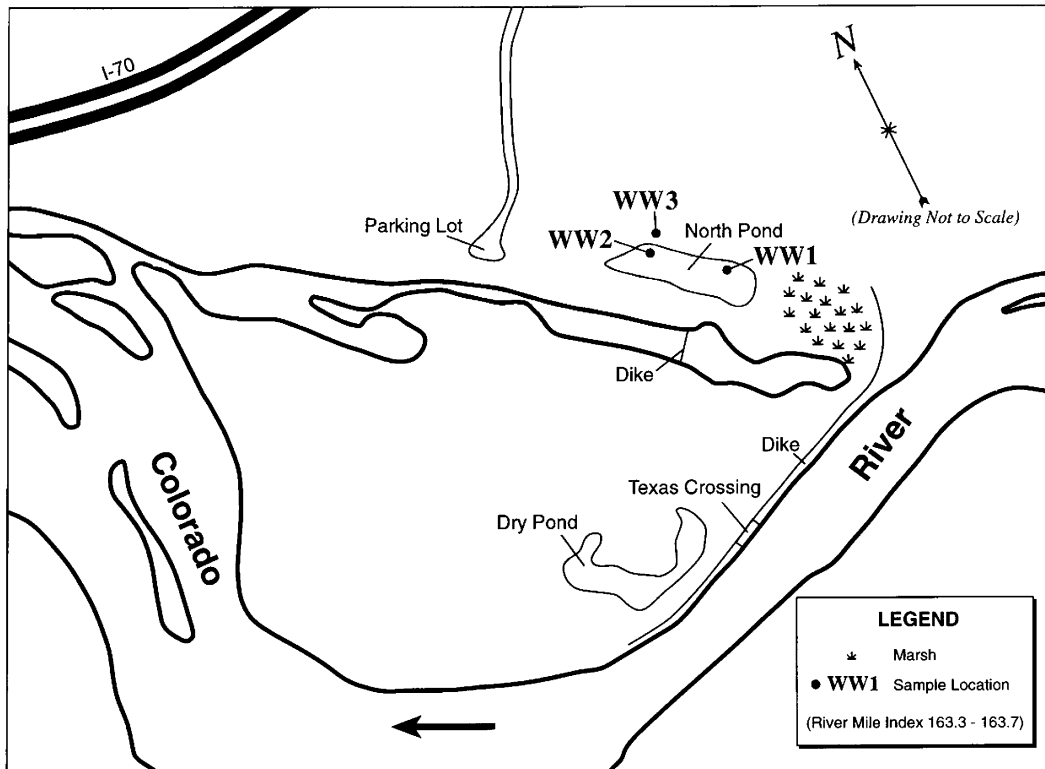 I-70
N
(Drawing Not to Scale)
Parking Lot
WW3
North Pond
WW2
WW1
Dike
River
Dike
Texas Crossing
Dry Pond
Colorado
LEGEND
Marsh
WW1 Sample Location
(River Mile Index 163.3 - 163.7)